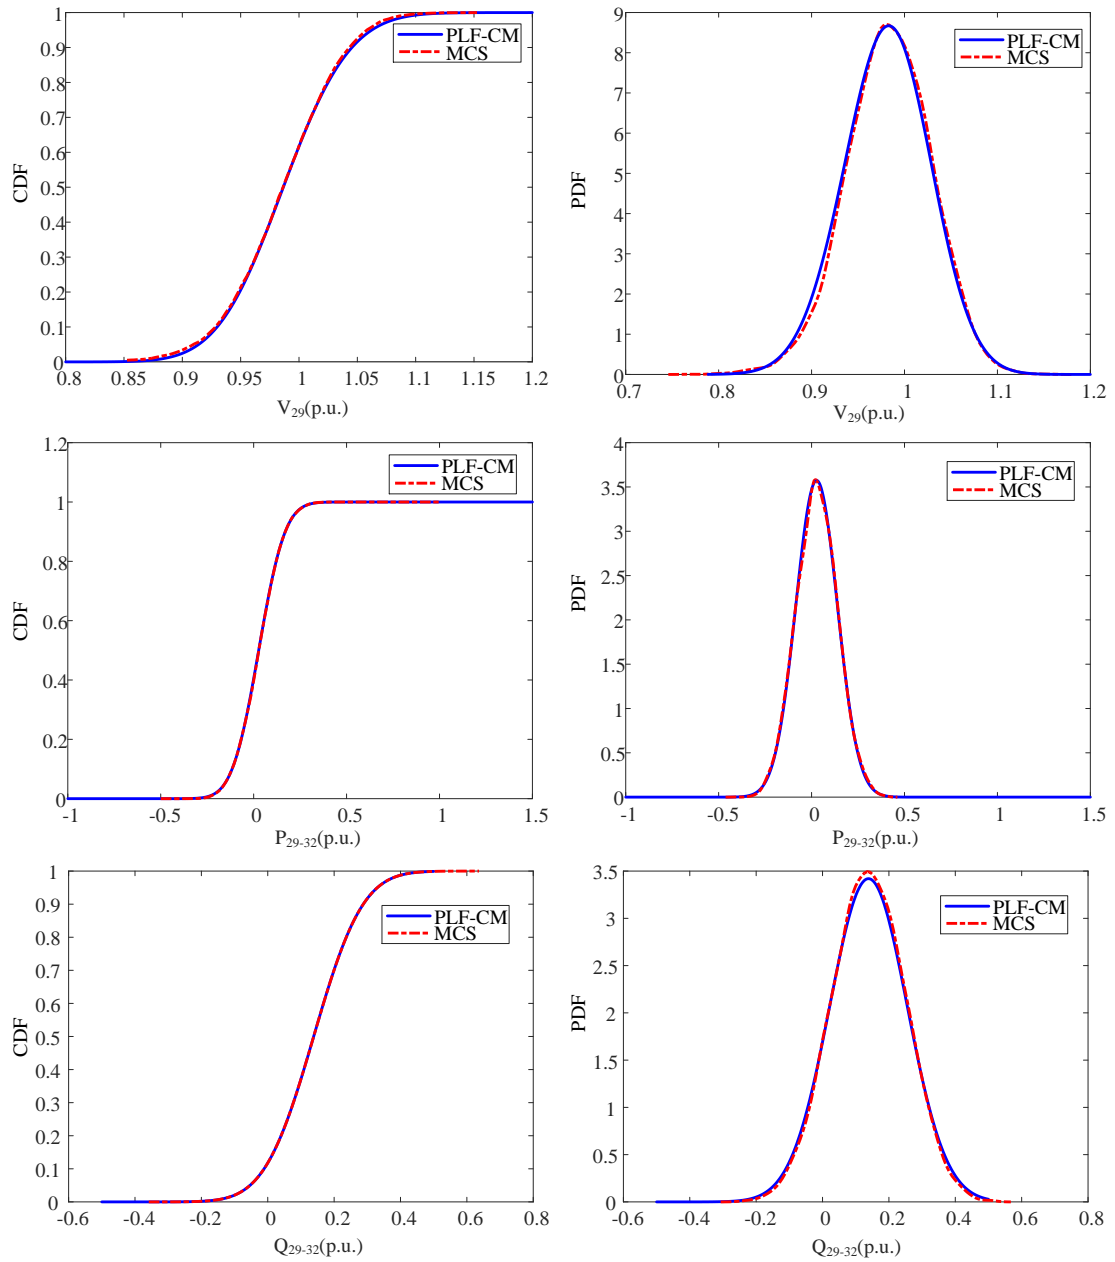 1
0.9
0.8
0.7
0.6
0.5
0.4
0.3
0.2
0.1
0
CDF
PLF-CM
MCS
0.8 0.85 0.9 0.95 1 1.05 1.1 1.15 1.2
V29(p.u.)
9
8
7
6
5
4
3
2
1
0
PDF
PLF-CM
MCS
0.7 0.8 0.9 1 1.1 1.2
V29(p.u.)
1.2
1
0.8
0.6
0.4
0.2
0
CDF
PLF-CM
MCS
-1 -0.5 0 0.5 1 1.5
P29-32(p.u.)
4
3.5
3
2.5
2
1.5
1
0.5
0
PDF
PLF-CM
MCS
-1 -0.5 0 0.5 1 1.5
P29-32(p.u.)
1
0.9
0.8
0.7
0.6
0.5
0.4
0.3
0.2
0.1
0
CDF
PLF-CM
MCS
-0.6 -0.4 -0.2 0 0.2 0.4 0.6 0.8
Q29-32(p.u.)
3.5
3
2.5
2
1.5
1
0.5
0
PDF
PLF-CM
MCS
-0.6 -0.4 -0.2 0 0.2 0.4 0.6 0.8
Q29-32(p.u.)